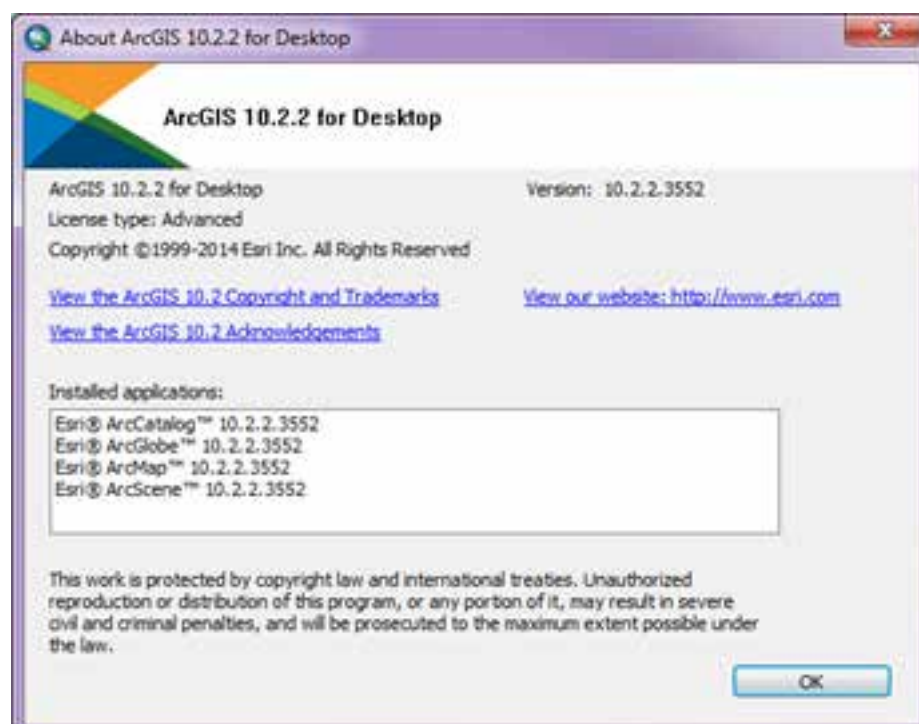 About ArcGIS 10.2.2 for Desktop
ArcGIS 10.2.2 for Desktop
ArcGIS 10.2.2 for Desktop
Version: 10.2.2.3552
License type: Advanced
Copyright ©1999-2014 Esri Inc. All Rights Reserved
View the ArcGIS 10.2 Copyright and Trademarks
View our website: http://www.esri.com
View the ArcGIS 10.2 Acknowledgements
Installed applications:
Esri® ArcCatalog™ 10.2.2.3552
Esri® ArcGlobe™ 10.2.2.3552
Esri® ArcMap™ 10.2.2.3552
Esri® ArcScene™ 10.2.2.3552
This work is protected by copyright law and international treaties. Unauthorized
reproduction or distribution of this program, or any portion of it, may result in severe
civil and criminal penalties, and will be prosecuted to the maximum extent possible under
the law.
OK